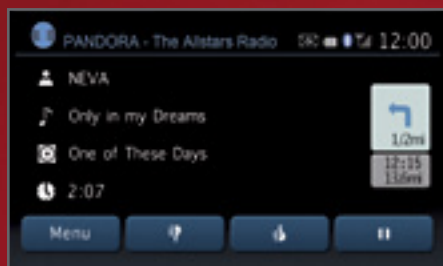 PANDORA - The Allstars Radio 12:00
NEVA
Only in my Dreams
1/2mi
One of These Days
12:15
136mi
2:07
Menu